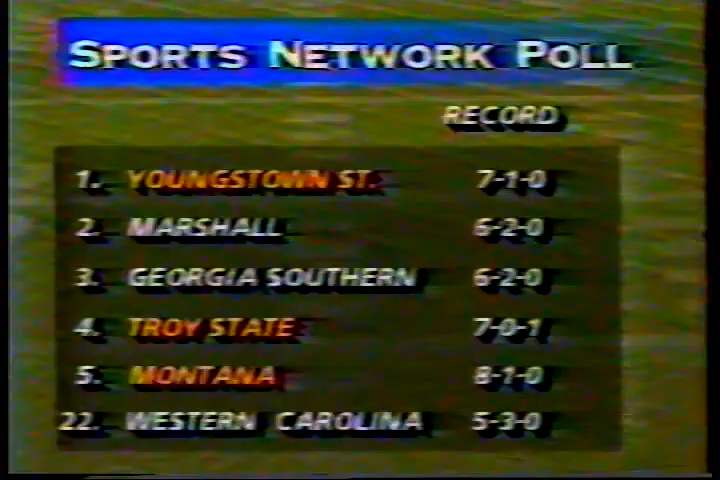 SPORTS NETWORK POLL
RECORD
1. YOUNGSTOWN ST. 7-1-0
2. MARSHALL 6-2-0
3. GEORGIA SOUTHERN 6-2-0
4. TROY STATE 7-0-1
5. MONTANA 8-1-0
22. WESTERN CAROLINA 5-3-0